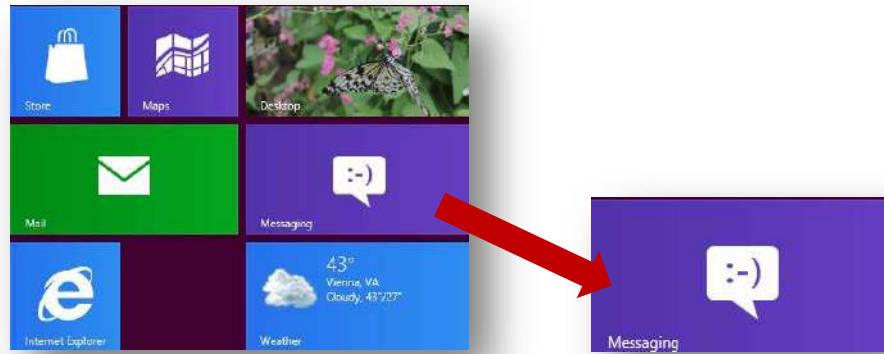 Store
Maps
Desktop
:-)
Mail
Messaging
43°
Vienna, VA
Cloudy, 43°/27°
Internet Explorer
Weather
:-)
Messaging